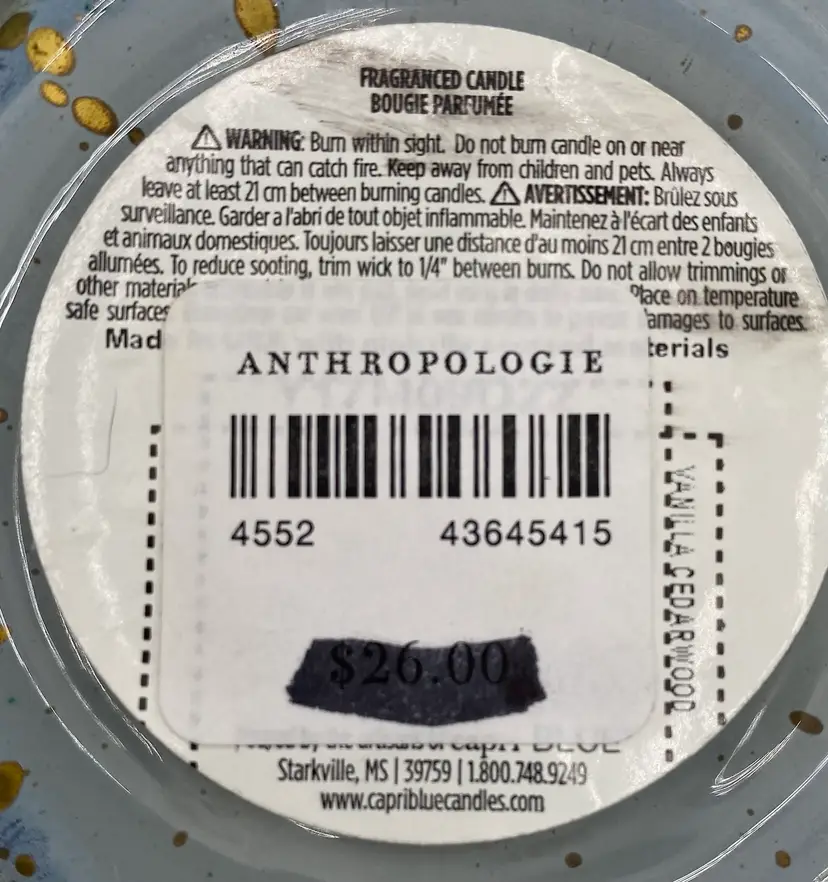 FRAGRANCED CANDLE
BOUGIE PARFUMÉE
WARNING: Burn within sight. Do not burn candle on or near
anything that can catch fire. Keep away from children and pets. Always
leave at least 21 cm between burning candles. AVERTISSEMENT: Brûlez sous
surveillance. Garder a l'abri de tout objet inflammable. Maintenez à l'écart des enfants
et animaux domestiques. Toujours laisser une distance d'au moins 21 cm entre 2 bougies
allumées. To reduce sooting, trim wick to 1/4" between burns. Do not allow trimmings or
other Place on temperature
safe surfaces amages to surfaces.
Mad terials
ANTHROPOLOGIE
4552 43645415
VANILLA CEDARWOOD
$26.00
capri BLUE
Starkville, MS | 39759 | 1.800.748.9249
www.capribluecandles.com